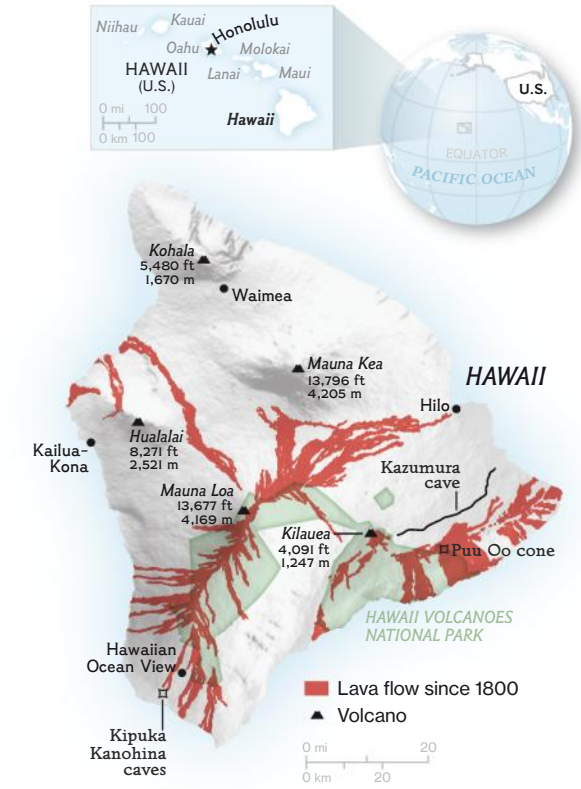 Niihau
Kauai
Honolulu
Oahu
Molokai
HAWAII
(U.S.)
Lanai
Maui
0 mi 100
0 km 100
Hawaii
U.S.
EQUATOR
PACIFIC OCEAN
Kohala
5,480 ft
1,670 m
Waimea
Mauna Kea
13,796 ft
4,205 m
HAWAII
Hilo
Hualalai
8,271 ft
2,521 m
Kailua-
Kona
Kazumura
cave
Mauna Loa
13,677 ft
4,169 m
Kilauea
4,091 ft
1,247 m
Puu Oo cone
HAWAII VOLCANOES
NATIONAL PARK
Hawaiian
Ocean View
Lava flow since 1800
Volcano
Kipuka
Kanohina
caves
0 mi 20
0 km 20